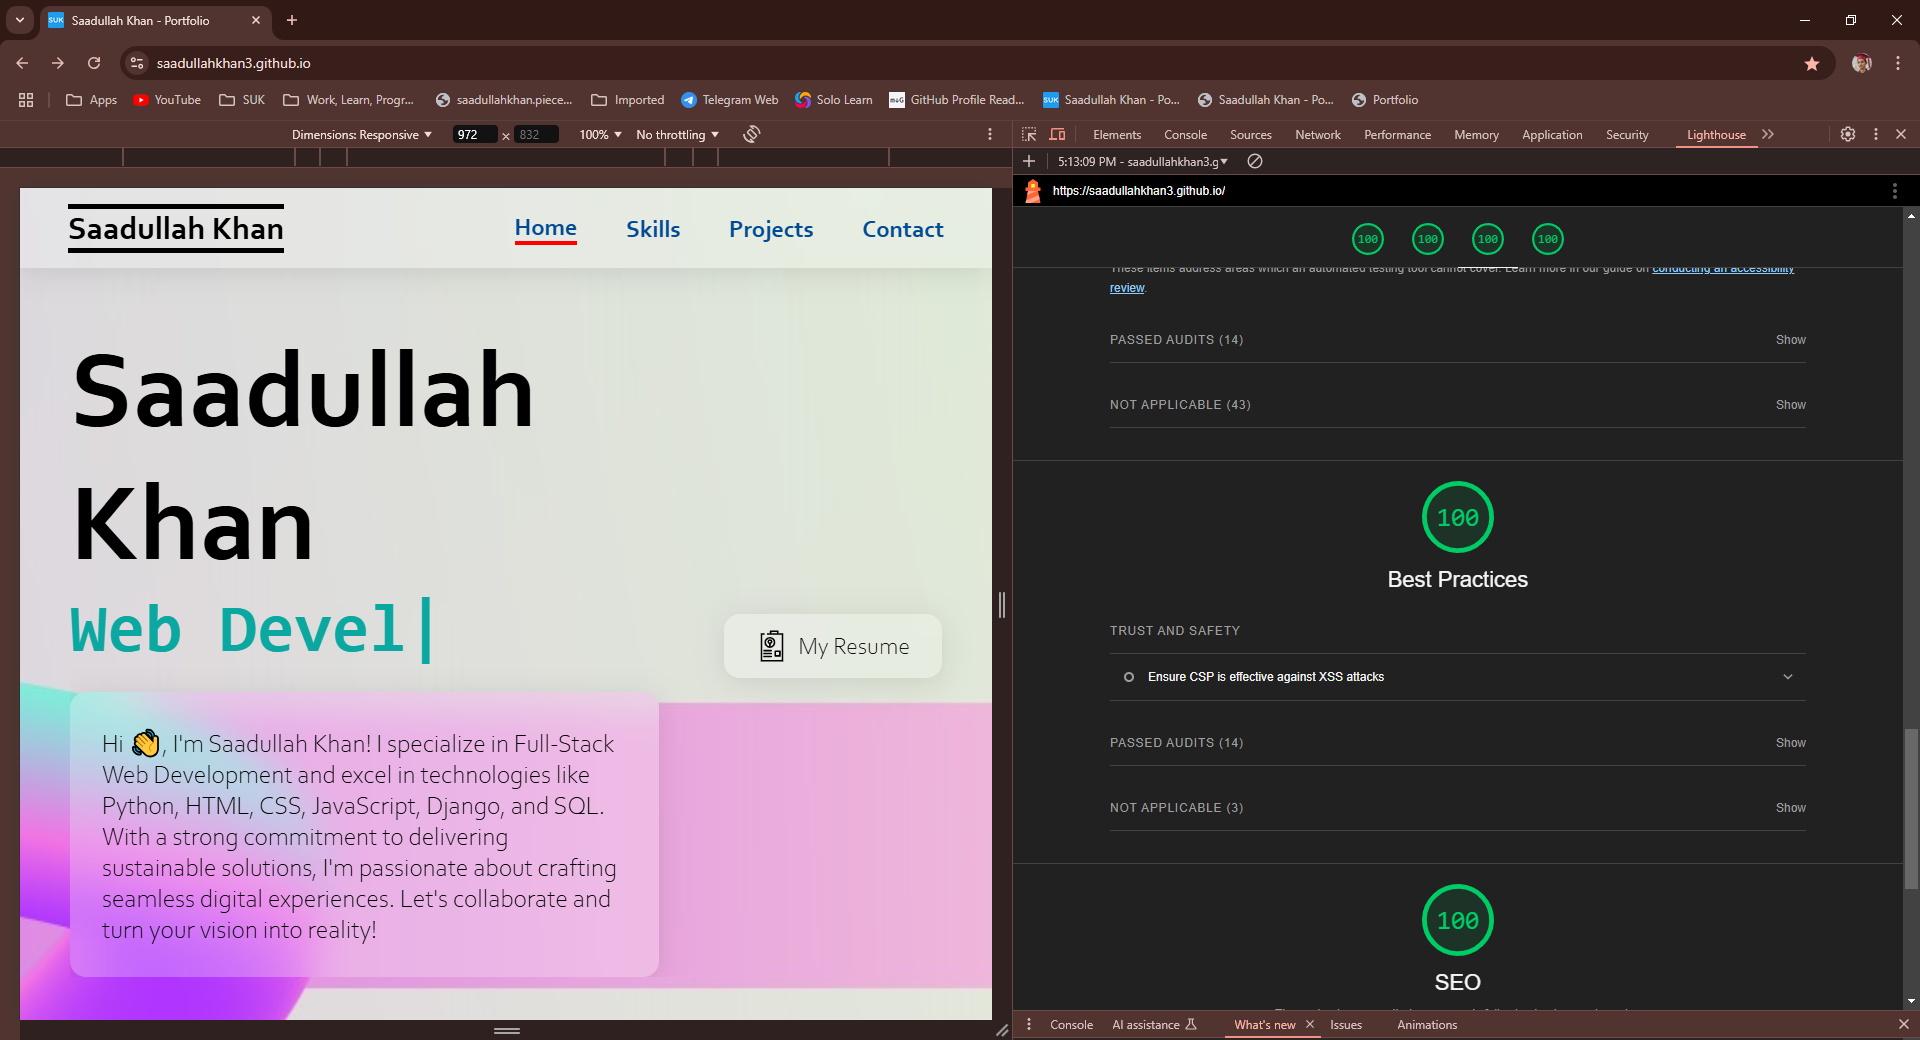 SUK Saadullah Khan - Portfolio
saadullahkhan3.github.io
Apps YouTube SUK Work, Learn, Progr... saadullahkhan.piece... Imported Telegram Web Solo Learn GitHub Profile Read... SUK Saadullah Khan - Po... Saadullah Khan - Po... Portfolio
Dimensions: Responsive 972 × 832 100% No throttling
Saadullah Khan Home Skills Projects Contact
Saadullah
Khan
Web Devel|
My Resume
Hi 👋, I'm Saadullah Khan! I specialize in Full-Stack
Web Development and excel in technologies like
Python, HTML, CSS, JavaScript, Django, and SQL.
With a strong commitment to delivering
sustainable solutions, I'm passionate about crafting
seamless digital experiences. Let's collaborate and
turn your vision into reality!
Elements Console Sources Network Performance Memory Application Security Lighthouse
5:13:09 PM - saadullahkhan3.g
https://saadullahkhan3.github.io/
100 100 100 100
These items address areas which an automated testing tool cannot cover. Learn more in our guide on conducting an accessibility
review.
PASSED AUDITS (14) Show
NOT APPLICABLE (43) Show
100
Best Practices
TRUST AND SAFETY
Ensure CSP is effective against XSS attacks
PASSED AUDITS (14) Show
NOT APPLICABLE (3) Show
100
SEO
Console AI assistance What's new Issues Animations